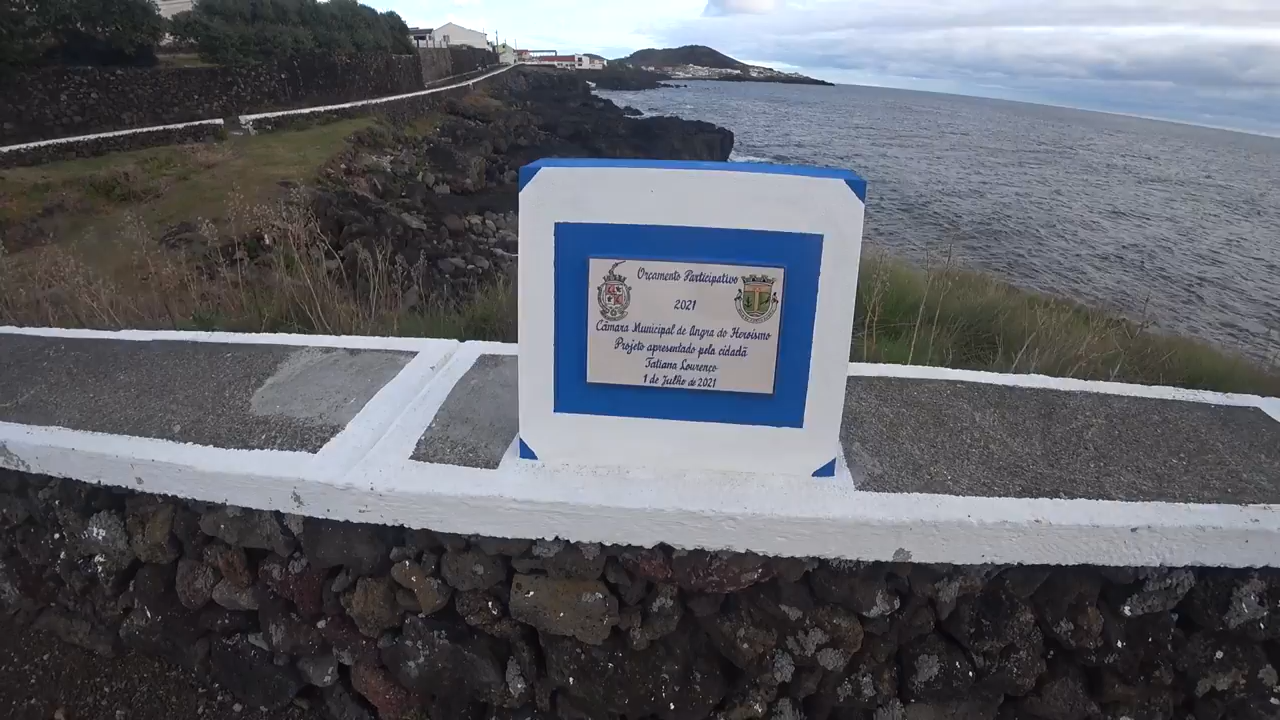 Orçamento Participativo
2021
Câmara Municipal de Angra do Heroísmo
Projeto apresentado pela cidadã
Tatiana Lourenço
1 de Julho de 2021